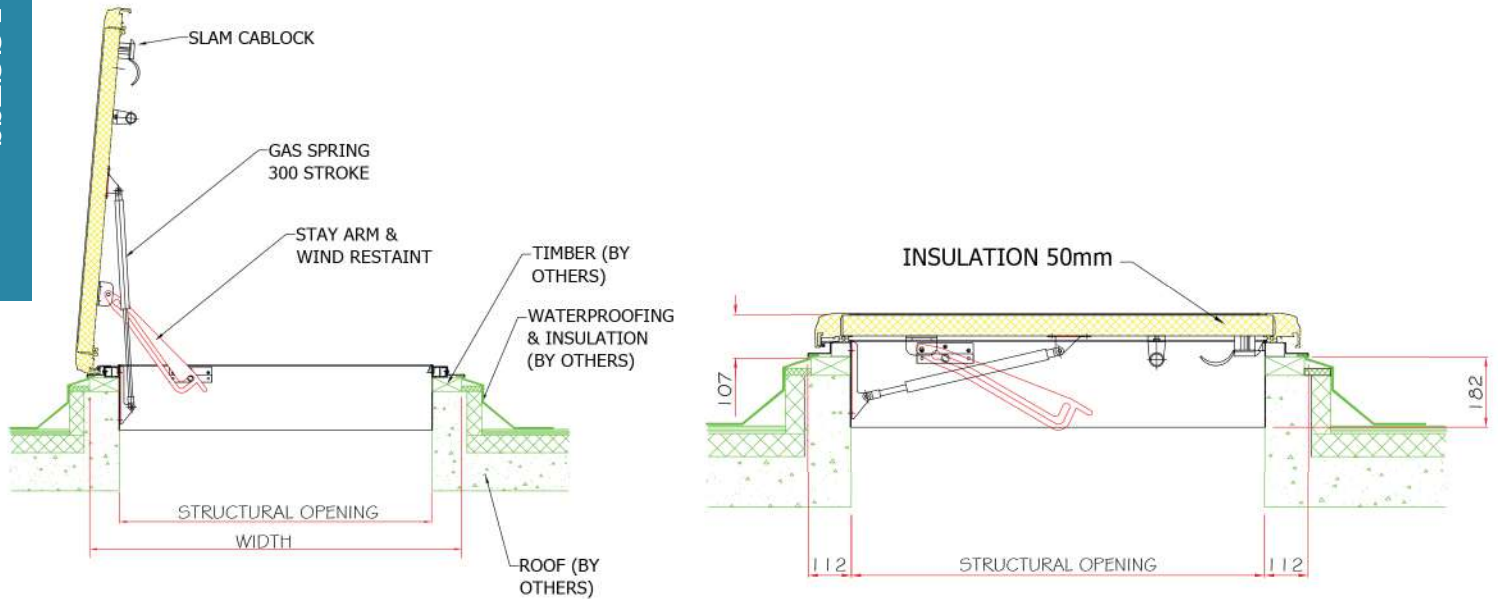 SLAM CABLOCK
GAS SPRING
300 STROKE
STAY ARM &
WIND RESTAINT
TIMBER (BY
OTHERS)
WATERPROOFING
& INSULATION
(BY OTHERS)
STRUCTURAL OPENING
WIDTH
ROOF (BY
OTHERS)
INSULATION 50mm
107
182
112
STRUCTURAL OPENING
112